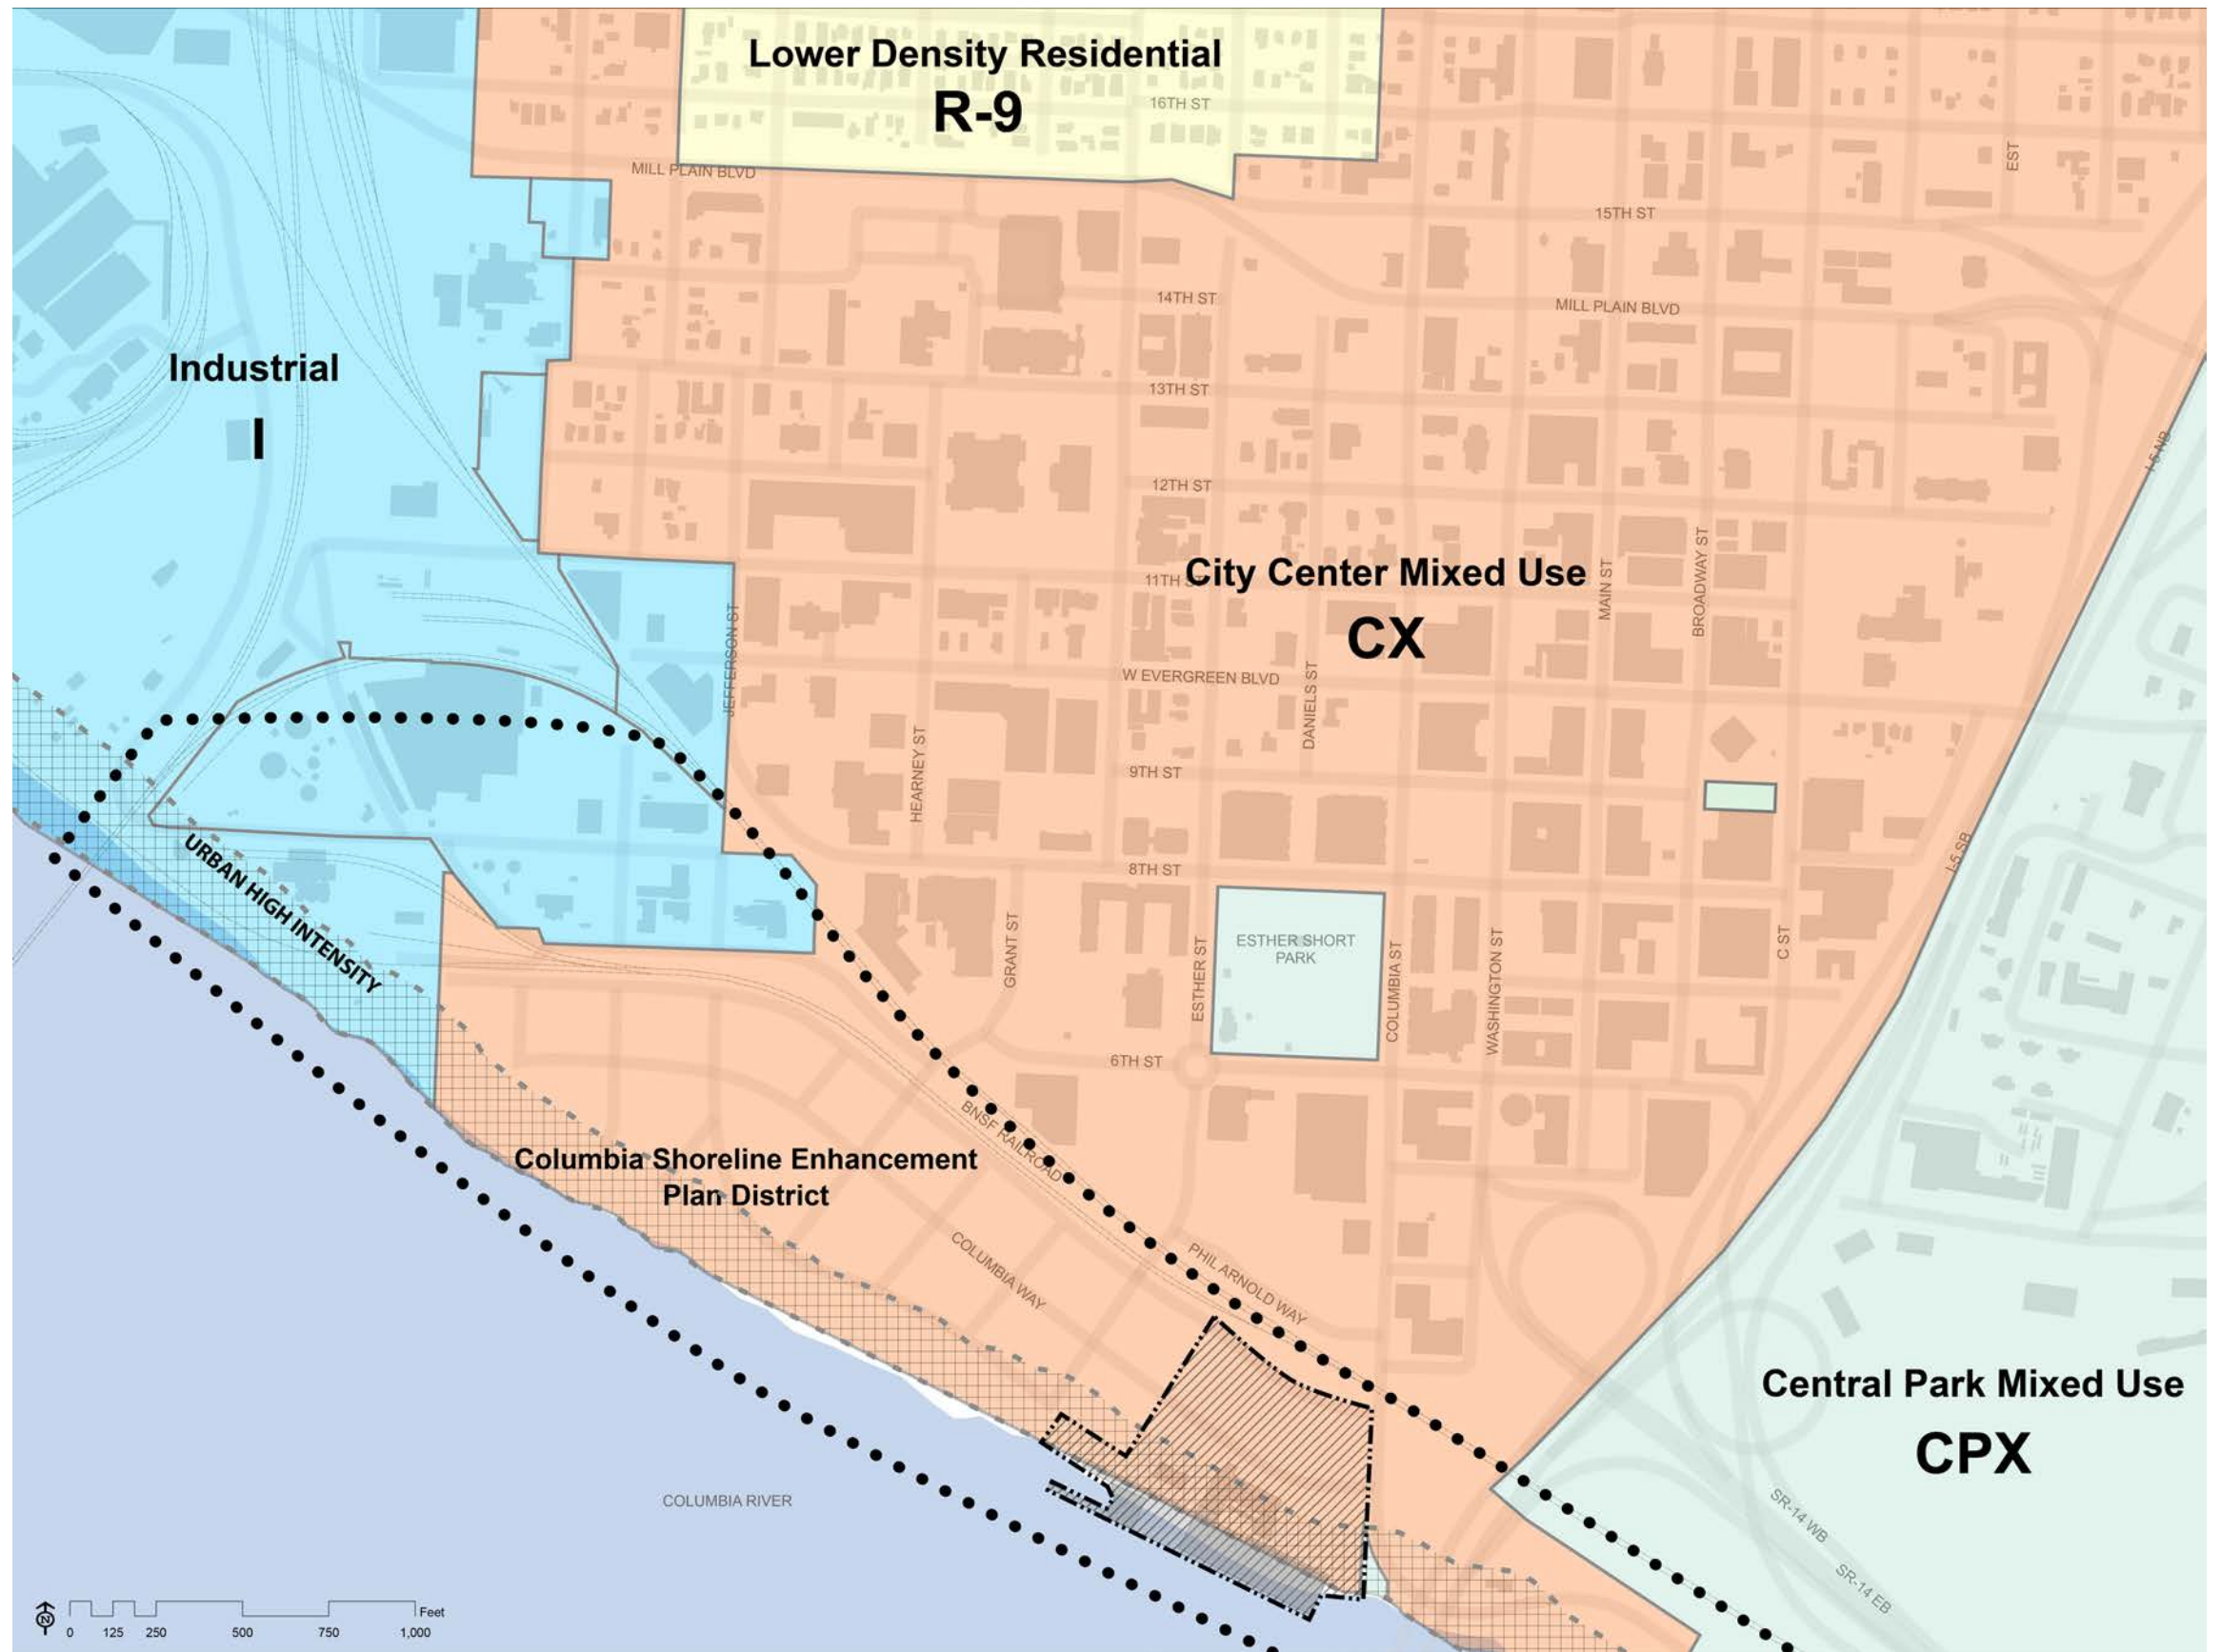 Lower Density Residential
R-9
16TH ST
MILL PLAIN BLVD
EST
15TH ST
14TH ST
MILL PLAIN BLVD
Industrial
I
13TH ST
I-5 NB
12TH ST
City Center Mixed Use
CX
11TH ST
MAIN ST
BROADWAY ST
JEFFERSON ST
W EVERGREEN BLVD
DANIELS ST
HEARNEY ST
9TH ST
I-5 SB
8TH ST
URBAN HIGH INTENSITY
GRANT ST
ESTHER ST
ESTHER SHORT
PARK
COLUMBIA ST
WASHINGTON ST
C ST
6TH ST
BNSF RAILROAD
Columbia Shoreline Enhancement
Plan District
COLUMBIA WAY
PHIL ARNOLD WAY
Central Park Mixed Use
CPX
COLUMBIA RIVER
SR-14 WB
SR-14 EB
N
Feet
0 125 250 500 750 1,000